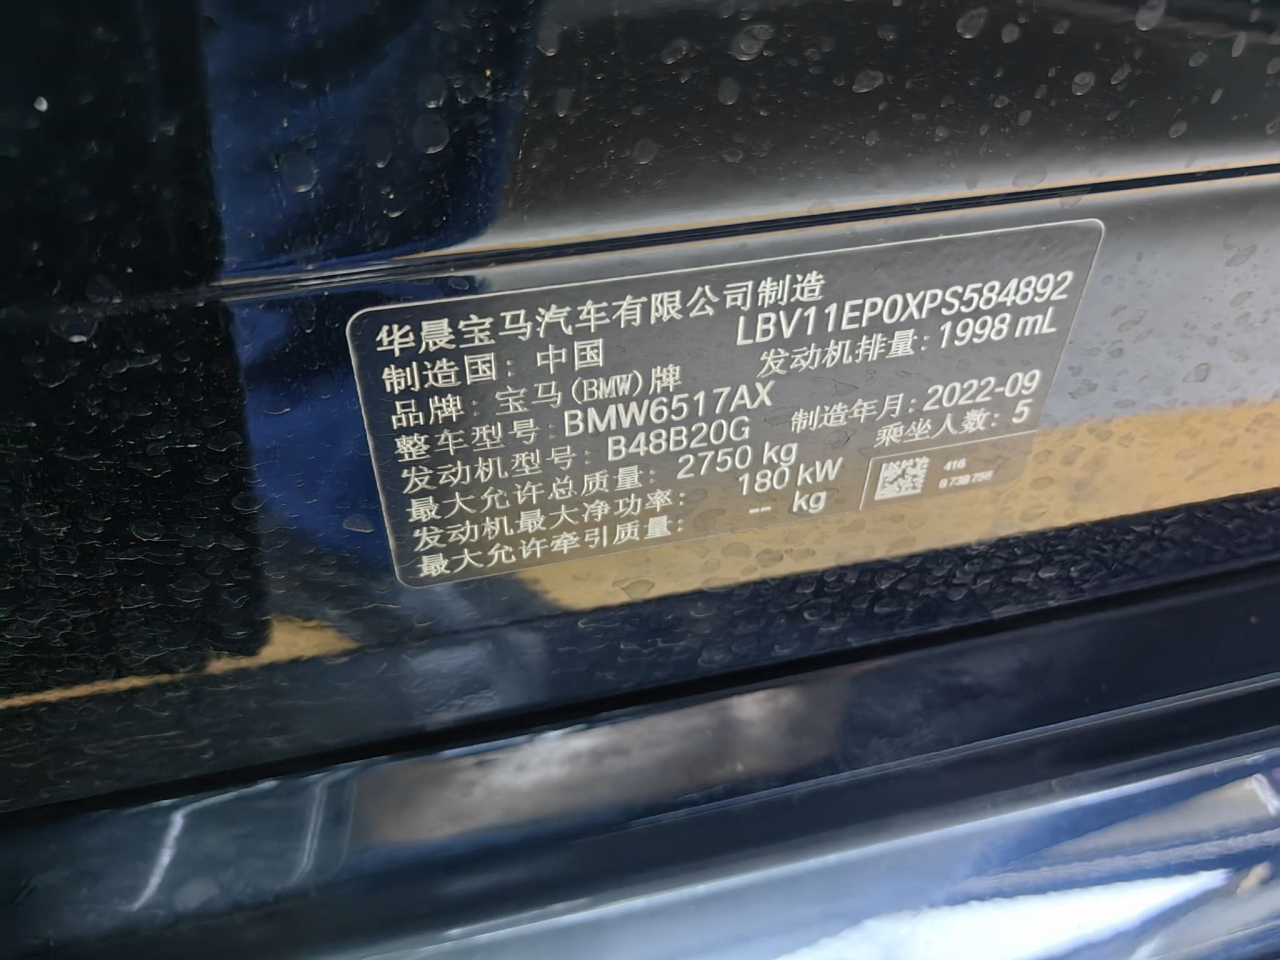 华晨宝马汽车有限公司制造
制造国：中国
LBV11EP0XPS584892
品牌：宝马(BMW)牌
发动机排量：1998 mL
整车型号：BMW6517AX
发动机型号：B48B20G
制造年月：2022-09
最大允许总质量：2750 kg
乘坐人数：5
发动机最大净功率：180 kW
最大允许牵引质量：-- kg
416